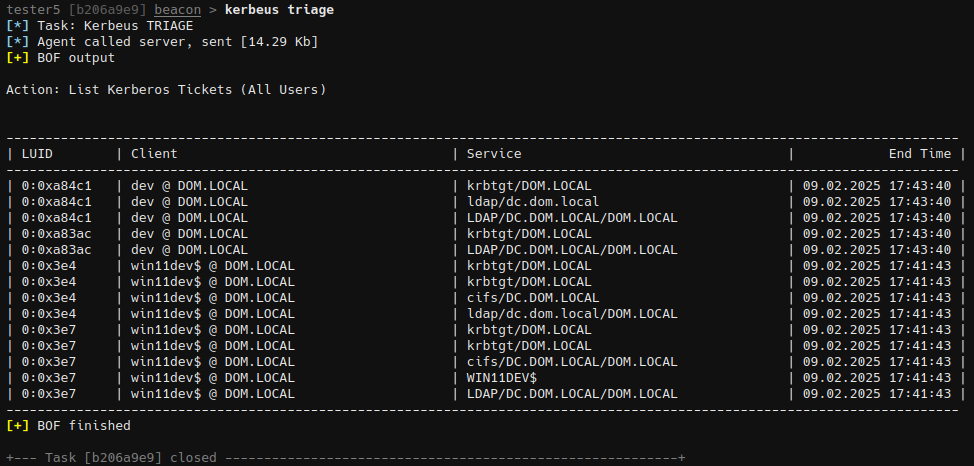 tester5 [b206a9e9] beacon > kerbeus triage
[*] Task: Kerbeus TRIAGE
[*] Agent called server, sent [14.29 Kb]
[+] BOF output
Action: List Kerberos Tickets (All Users)
| LUID | Client | Service | End Time |
| 0:0xa84c1 | dev @ DOM.LOCAL | krbtgt/DOM.LOCAL | 09.02.2025 17:43:40 |
| 0:0xa84c1 | dev @ DOM.LOCAL | ldap/dc.dom.local | 09.02.2025 17:43:40 |
| 0:0xa84c1 | dev @ DOM.LOCAL | LDAP/DC.DOM.LOCAL/DOM.LOCAL | 09.02.2025 17:43:40 |
| 0:0xa83ac | dev @ DOM.LOCAL | krbtgt/DOM.LOCAL | 09.02.2025 17:43:40 |
| 0:0xa83ac | dev @ DOM.LOCAL | LDAP/DC.DOM.LOCAL/DOM.LOCAL | 09.02.2025 17:43:40 |
| 0:0x3e4 | win11dev$ @ DOM.LOCAL | krbtgt/DOM.LOCAL | 09.02.2025 17:41:43 |
| 0:0x3e4 | win11dev$ @ DOM.LOCAL | krbtgt/DOM.LOCAL | 09.02.2025 17:41:43 |
| 0:0x3e4 | win11dev$ @ DOM.LOCAL | cifs/DC.DOM.LOCAL | 09.02.2025 17:41:43 |
| 0:0x3e4 | win11dev$ @ DOM.LOCAL | ldap/dc.dom.local/DOM.LOCAL | 09.02.2025 17:41:43 |
| 0:0x3e7 | win11dev$ @ DOM.LOCAL | krbtgt/DOM.LOCAL | 09.02.2025 17:41:43 |
| 0:0x3e7 | win11dev$ @ DOM.LOCAL | krbtgt/DOM.LOCAL | 09.02.2025 17:41:43 |
| 0:0x3e7 | win11dev$ @ DOM.LOCAL | cifs/DC.DOM.LOCAL/DOM.LOCAL | 09.02.2025 17:41:43 |
| 0:0x3e7 | win11dev$ @ DOM.LOCAL | WIN11DEV$ | 09.02.2025 17:41:43 |
| 0:0x3e7 | win11dev$ @ DOM.LOCAL | LDAP/DC.DOM.LOCAL/DOM.LOCAL | 09.02.2025 17:41:43 |
[+] BOF finished
+--- Task [b206a9e9] closed ----------------------------------------------------------+